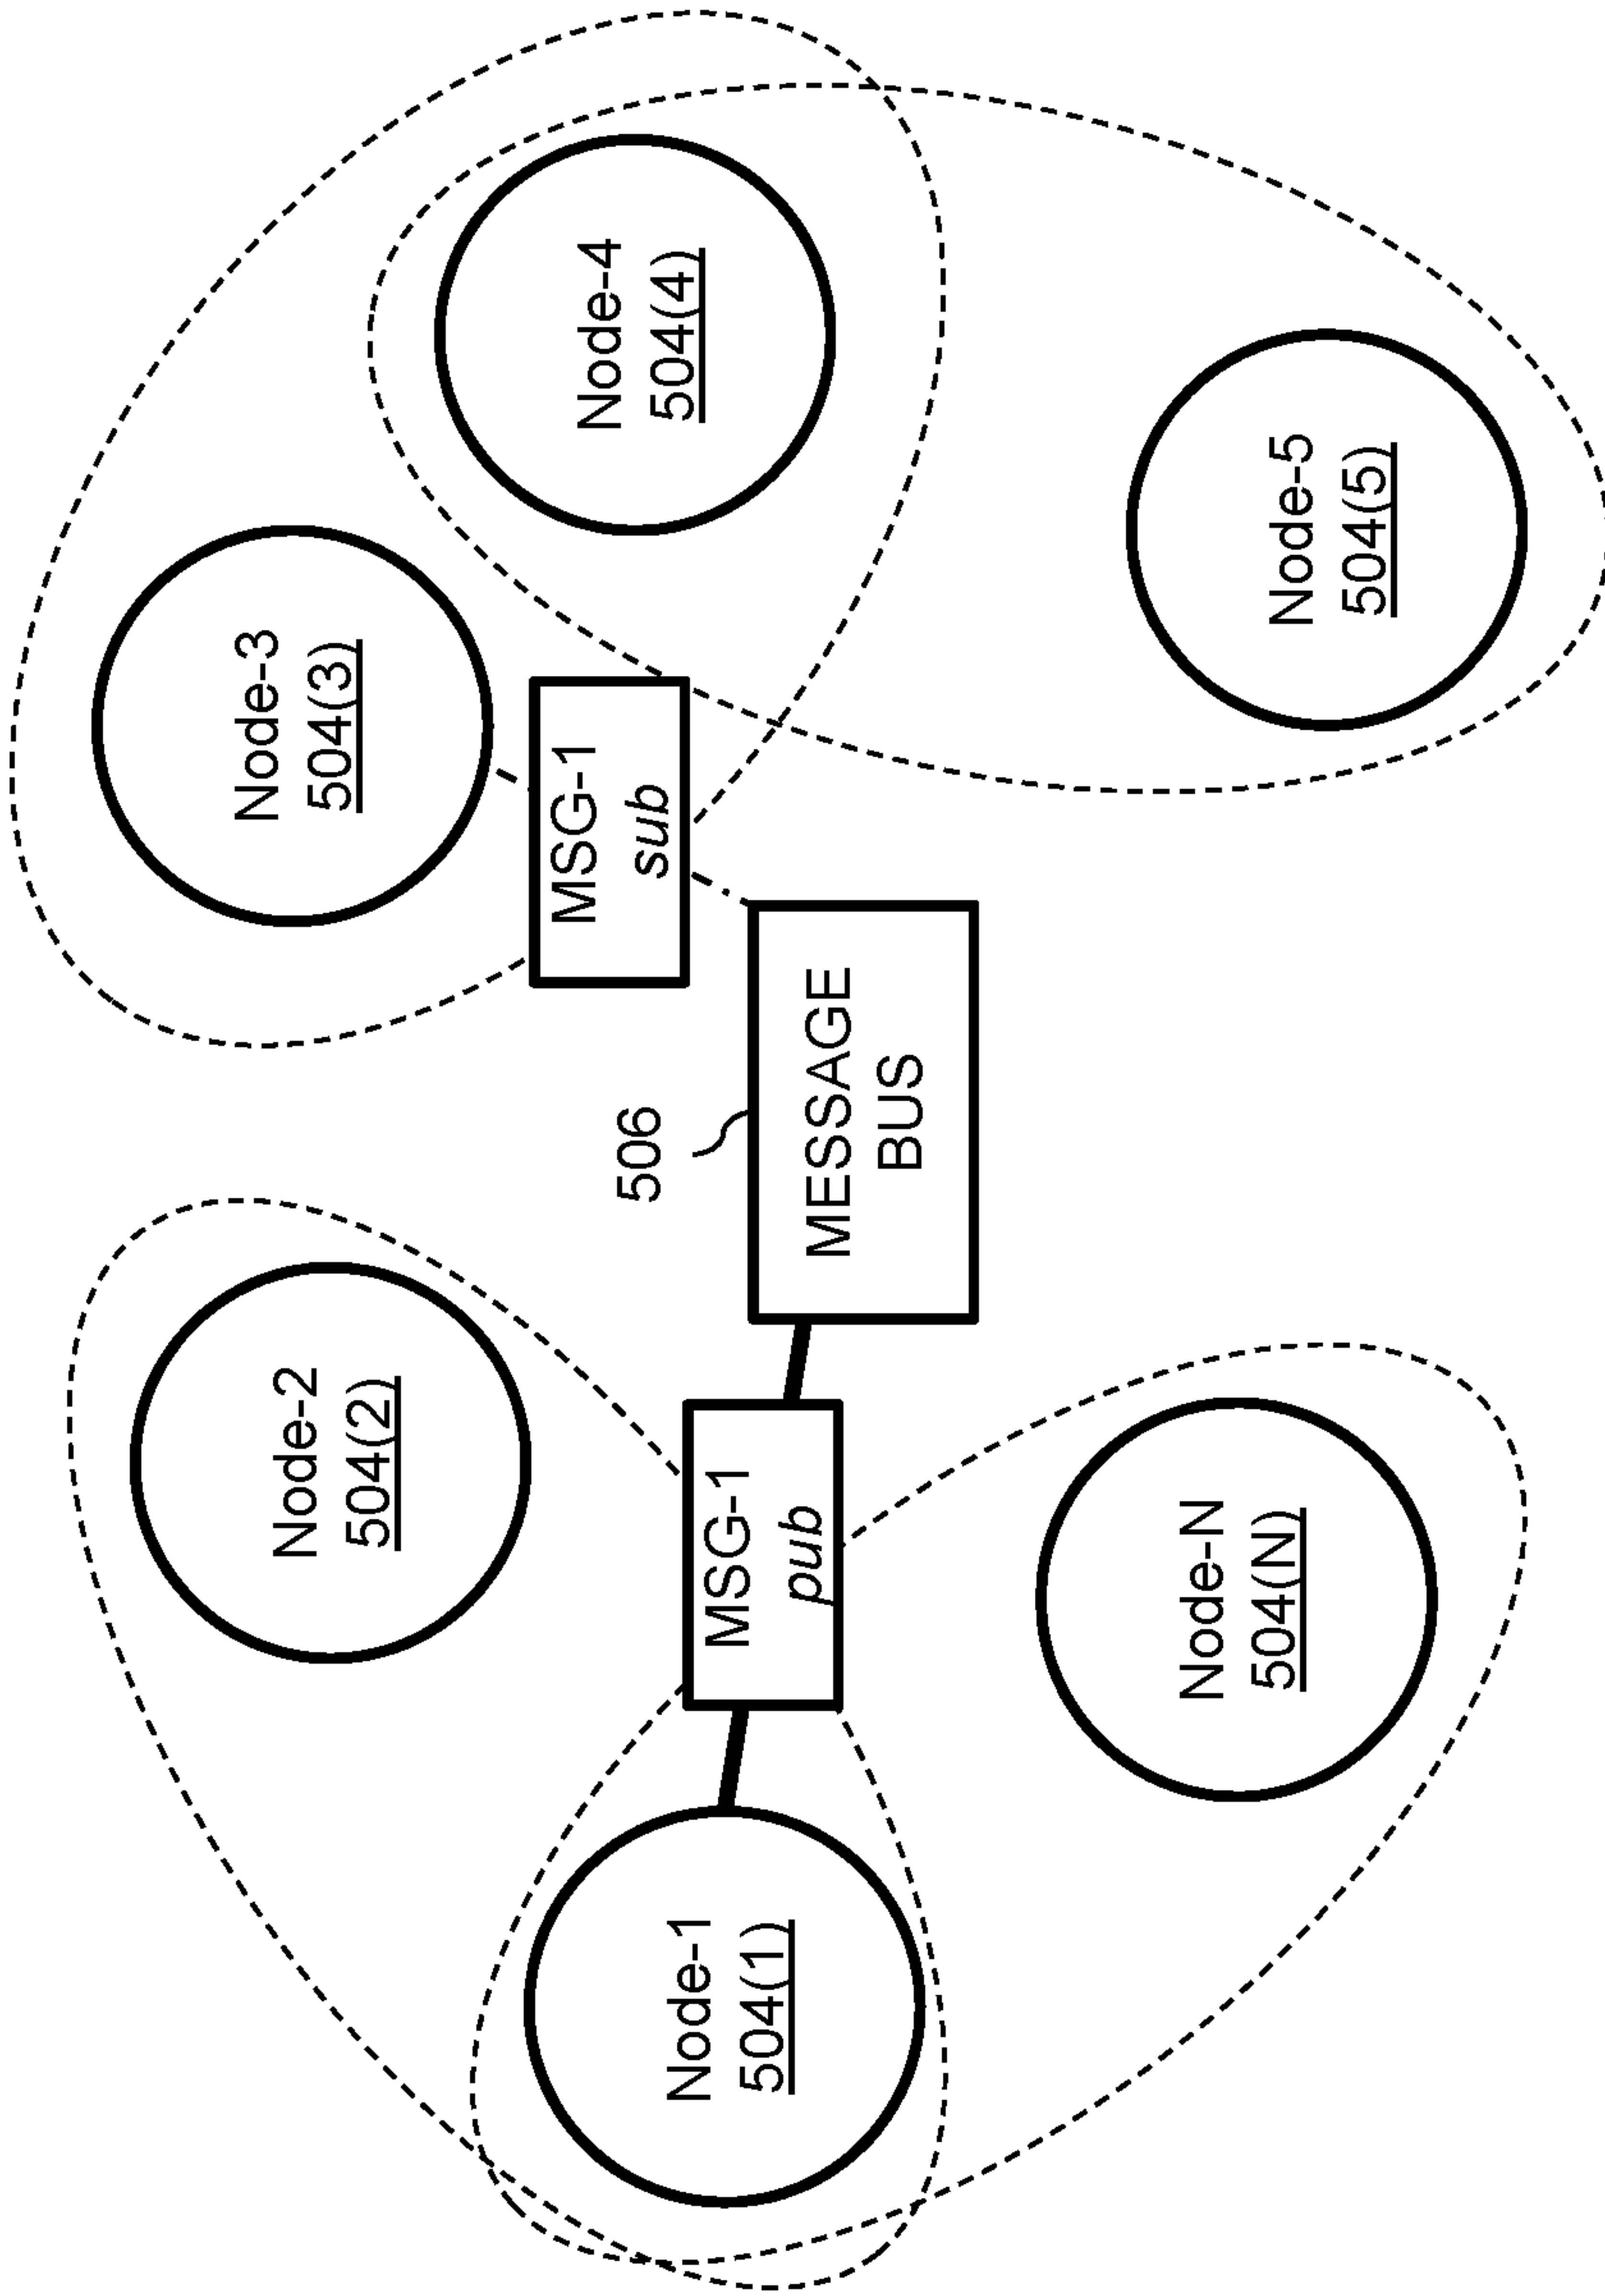 Node-2
504(2)
Node-3
504(3)
Node-4
504(4)
506
MSG-1
sub
Node-1
504(1)
MSG-1
pub
MESSAGE
BUS
Node-N
504(N)
Node-5
504(5)